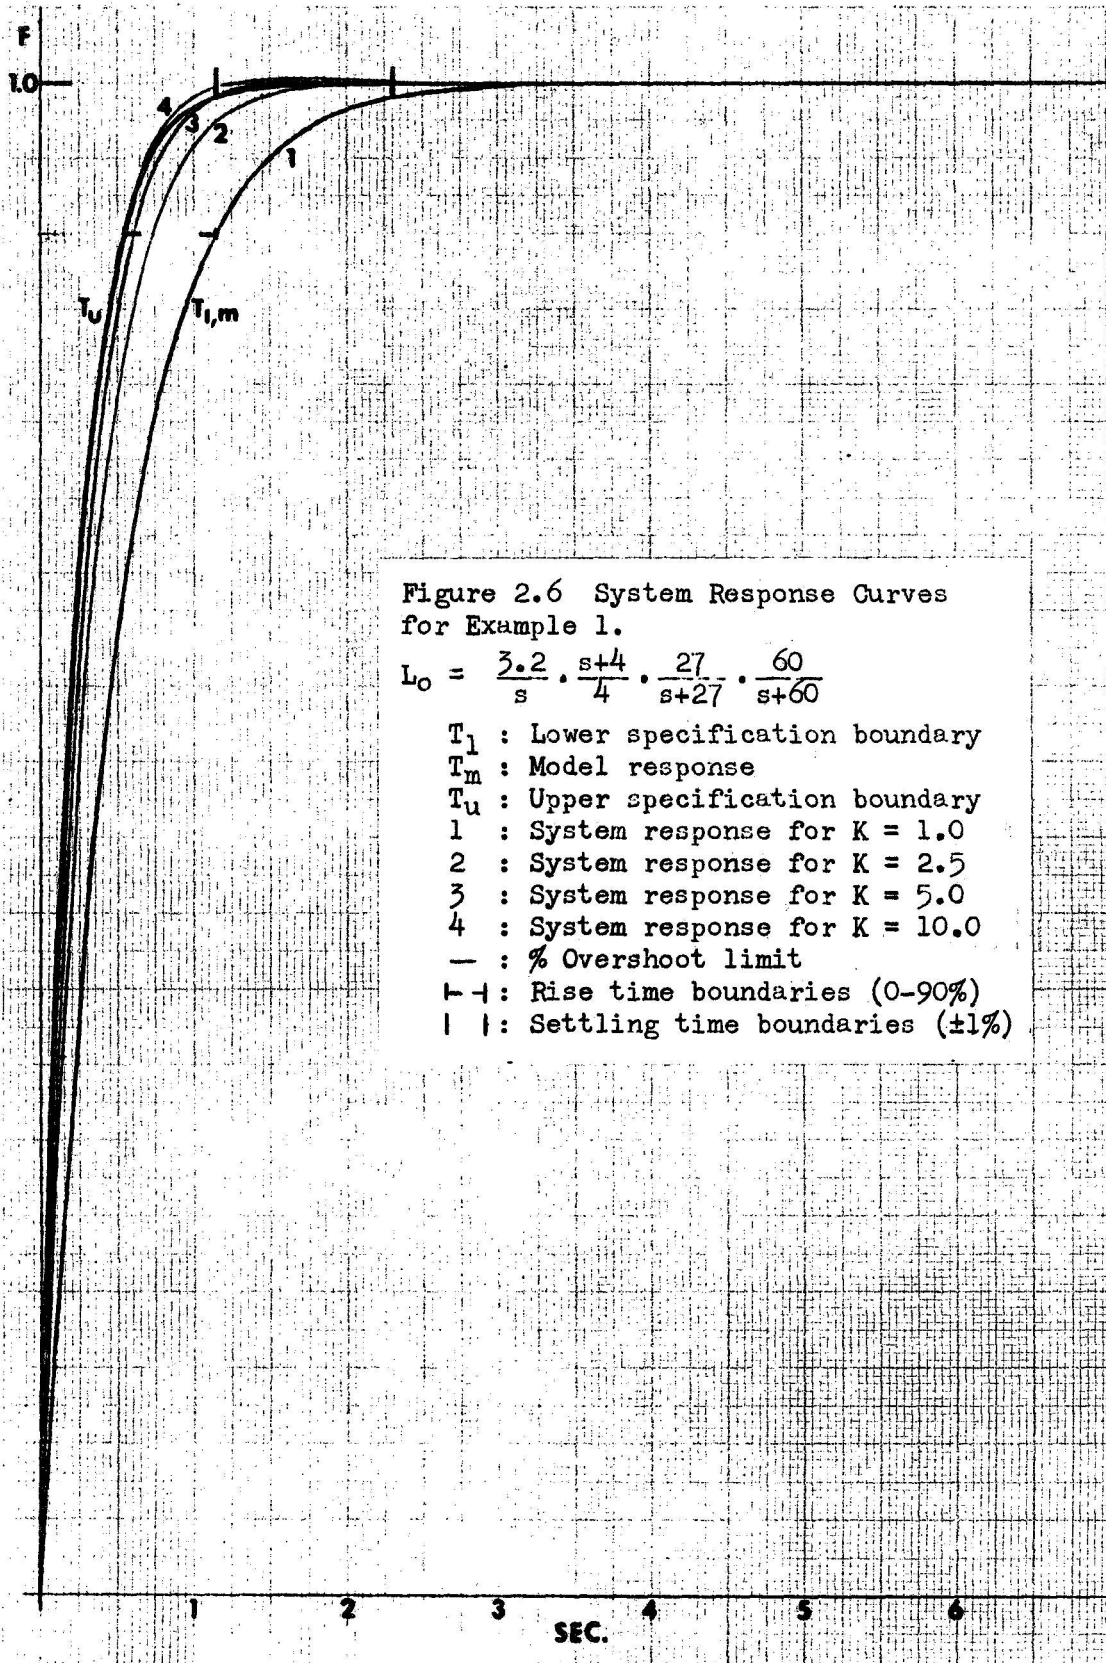 F
1.0
4
3
2
1
Tu
T1,m
Figure 2.6 System Response Curves
for Example 1.
Lo = 3.2/s · s+4/4 · 27/s+27 · 60/s+60
Tl : Lower specification boundary
Tm : Model response
Tu : Upper specification boundary
1 : System response for K = 1.0
2 : System response for K = 2.5
3 : System response for K = 5.0
4 : System response for K = 10.0
— : % Overshoot limit
⊢ ⊣ : Rise time boundaries (0-90%)
| | : Settling time boundaries (±1%)
1 2 3 4 5 6
SEC.